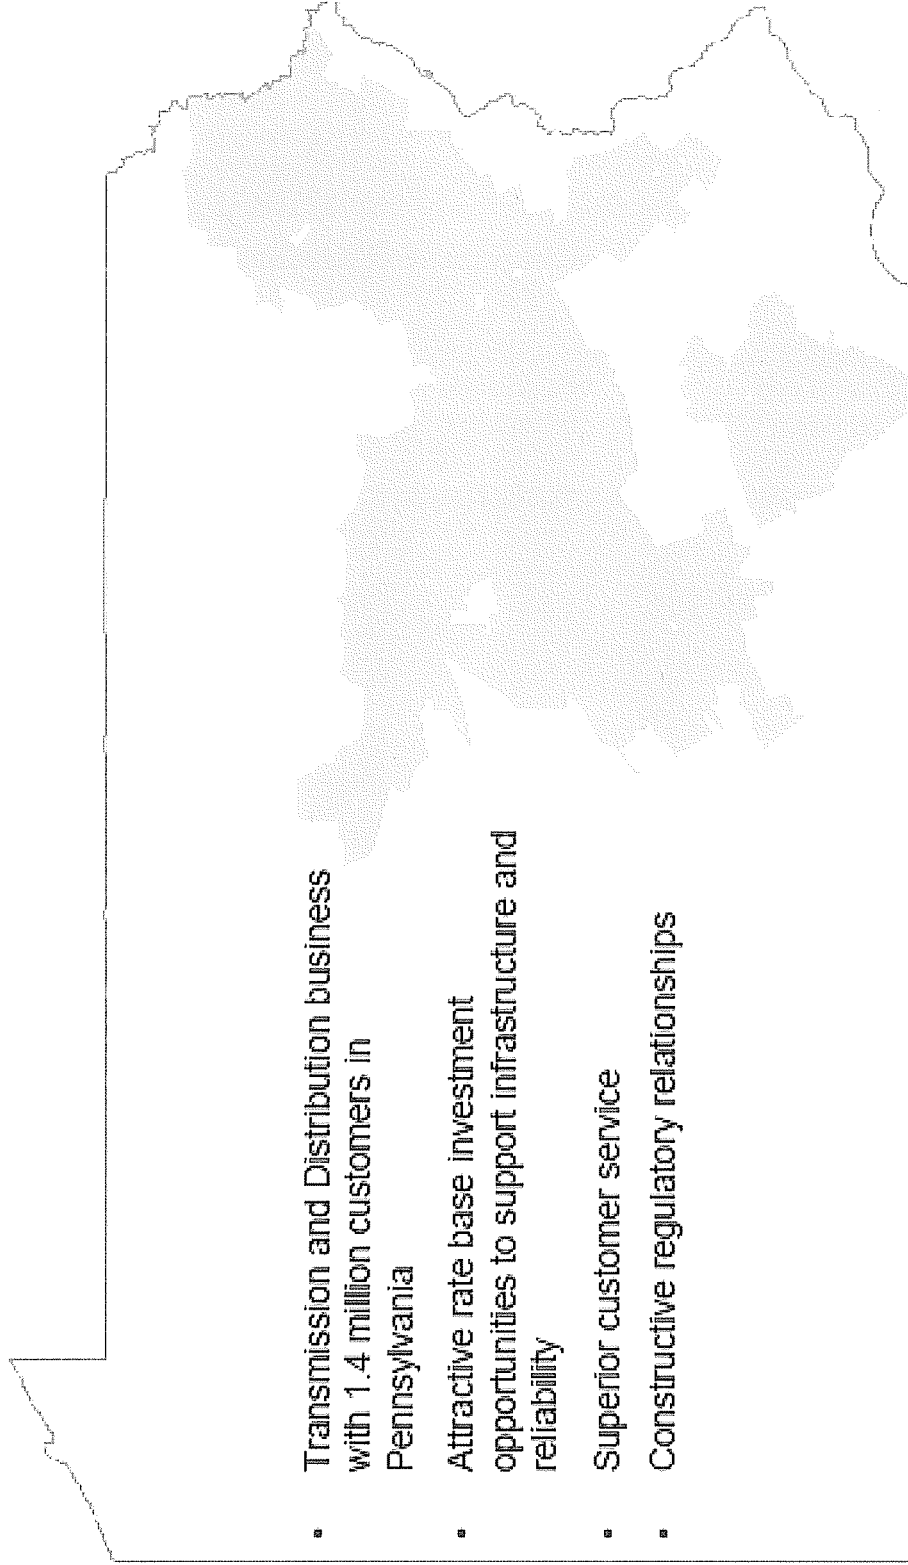 • Transmission and Distribution business
with 1.4 million customers in
Pennsylvania
• Attractive rate base investment
opportunities to support infrastructure and
reliability
• Superior customer service
• Constructive regulatory relationships